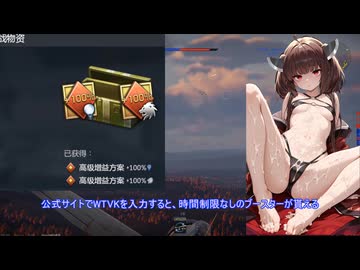 战物资
+100%
+100%
已获得：
高级增益方案 +100%
高级增益方案 +100%
公式サイトでWTVKを入力すると、時間制限なしのブースターが貰える